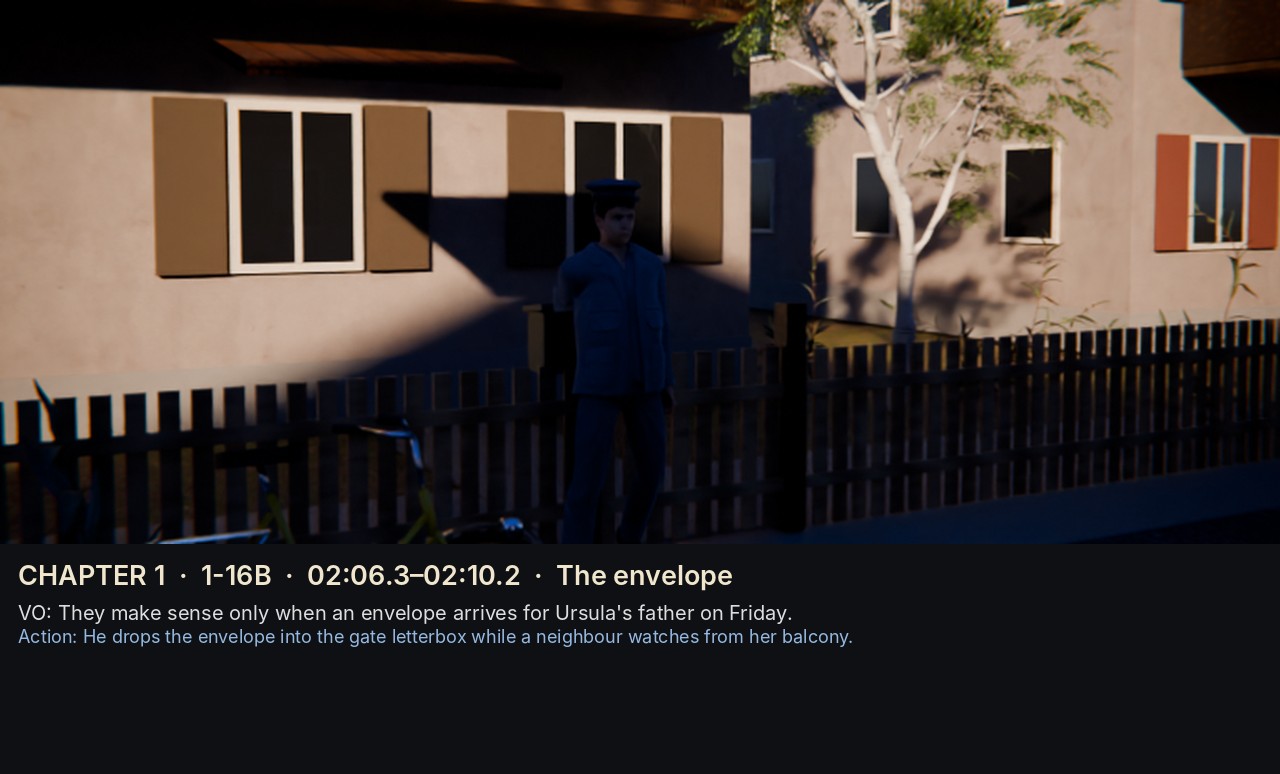 CHAPTER 1 · 1-16B · 02:06.3–02:10.2 · The envelope
VO: They make sense only when an envelope arrives for Ursula's father on Friday.
Action: He drops the envelope into the gate letterbox while a neighbour watches from her balcony.